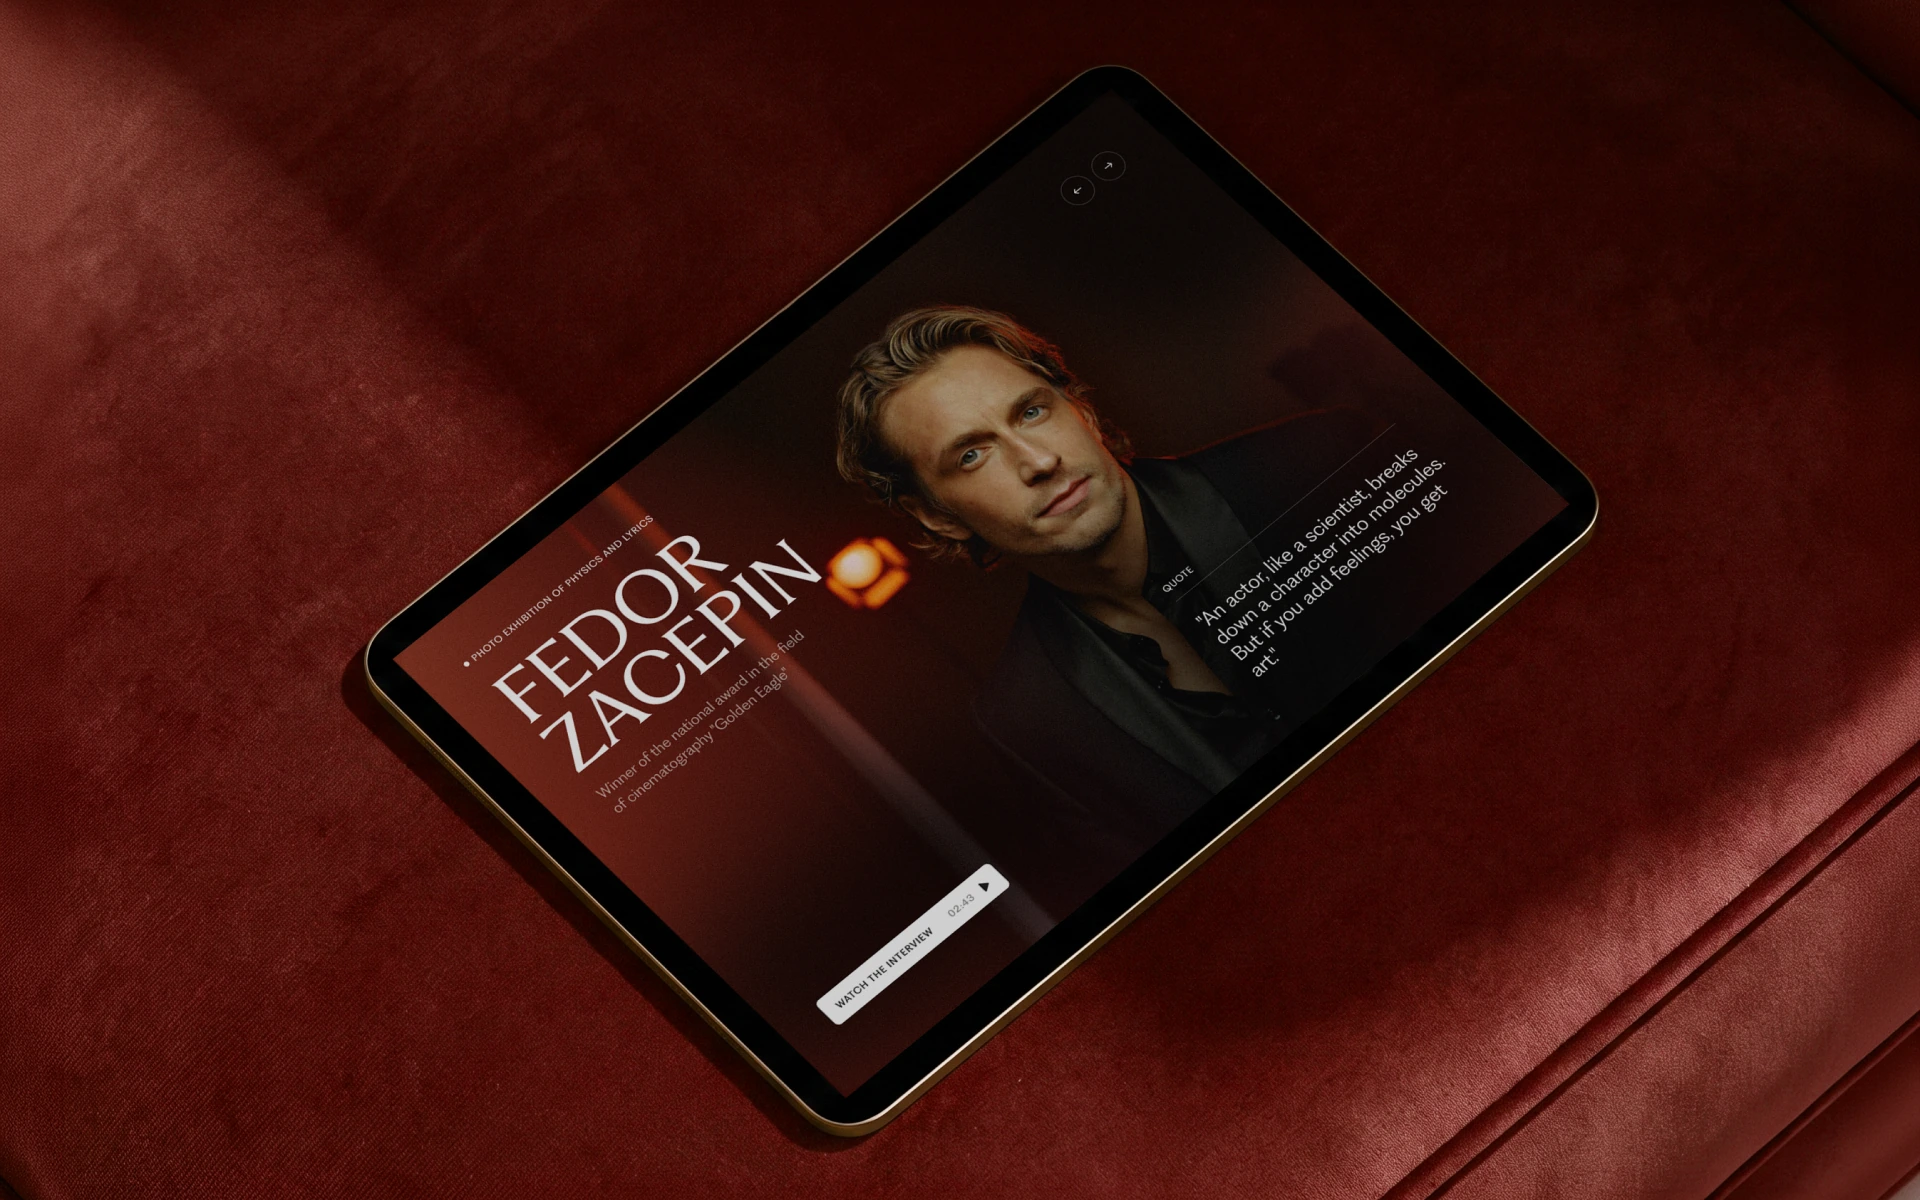 PHOTO EXHIBITION OF PHYSICS AND LYRICS
FEDOR
ZACEPIN
Winner of the national award in the field
of cinematography "Golden Eagle"
WATCH THE INTERVIEW 02:43
QUOTE
"An actor, like a scientist, breaks
down a character into molecules.
But if you add feelings, you get
art."